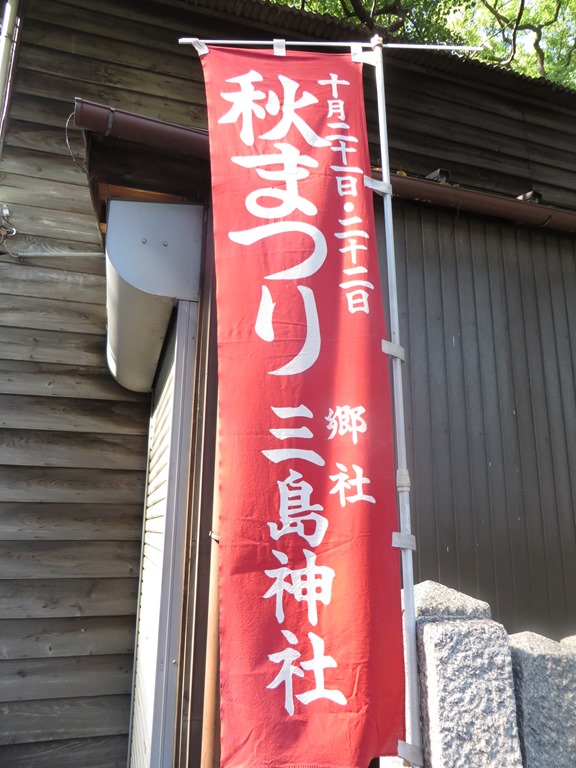 十月二十一日・二十二日
秋まつり
郷社
三島神社